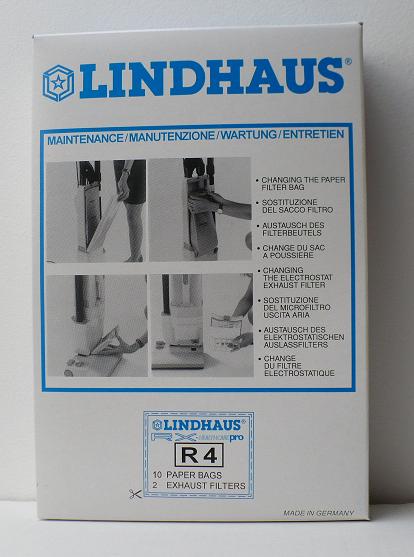 LINDHAUS®
MAINTENANCE/MANUTENZIONE/WARTUNG/ENTRETIEN
• CHANGING THE PAPER
FILTER BAG
• SOSTITUZIONE
DEL SACCO FILTRO
• AUSTAUSCH DES
FILTERBEUTELS
• CHANGE DU SAC
A POUSSIERE
• CHANGING
THE ELECTROSTAT
EXHAUST FILTER
• SOSTITUZIONE
DEL MICROFILTRO
USCITA ARIA
• AUSTAUSCH DES
ELEKTROSTATISCHEN
AUSLASSFILTERS
• CHANGE
DU FILTRE
ELECTROSTATIQUE
LINDHAUS®
RX pro
R4
10 PAPER BAGS
2 EXHAUST FILTERS
MADE IN GERMANY